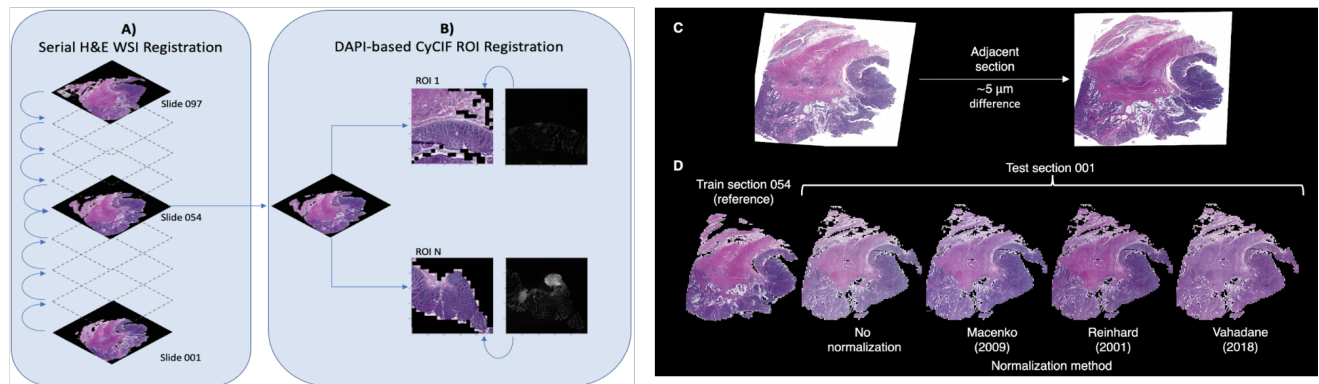 A)
Serial H&E WSI Registration
Slide 097
Slide 054
Slide 001
B)
DAPI-based CyCIF ROI Registration
ROI 1
ROI N
C
Adjacent
section
~5 μm
difference
D
Test section 001
Train section 054
(reference)
No
normalization
Macenko
(2009)
Reinhard
(2001)
Vahadane
(2018)
Normalization method